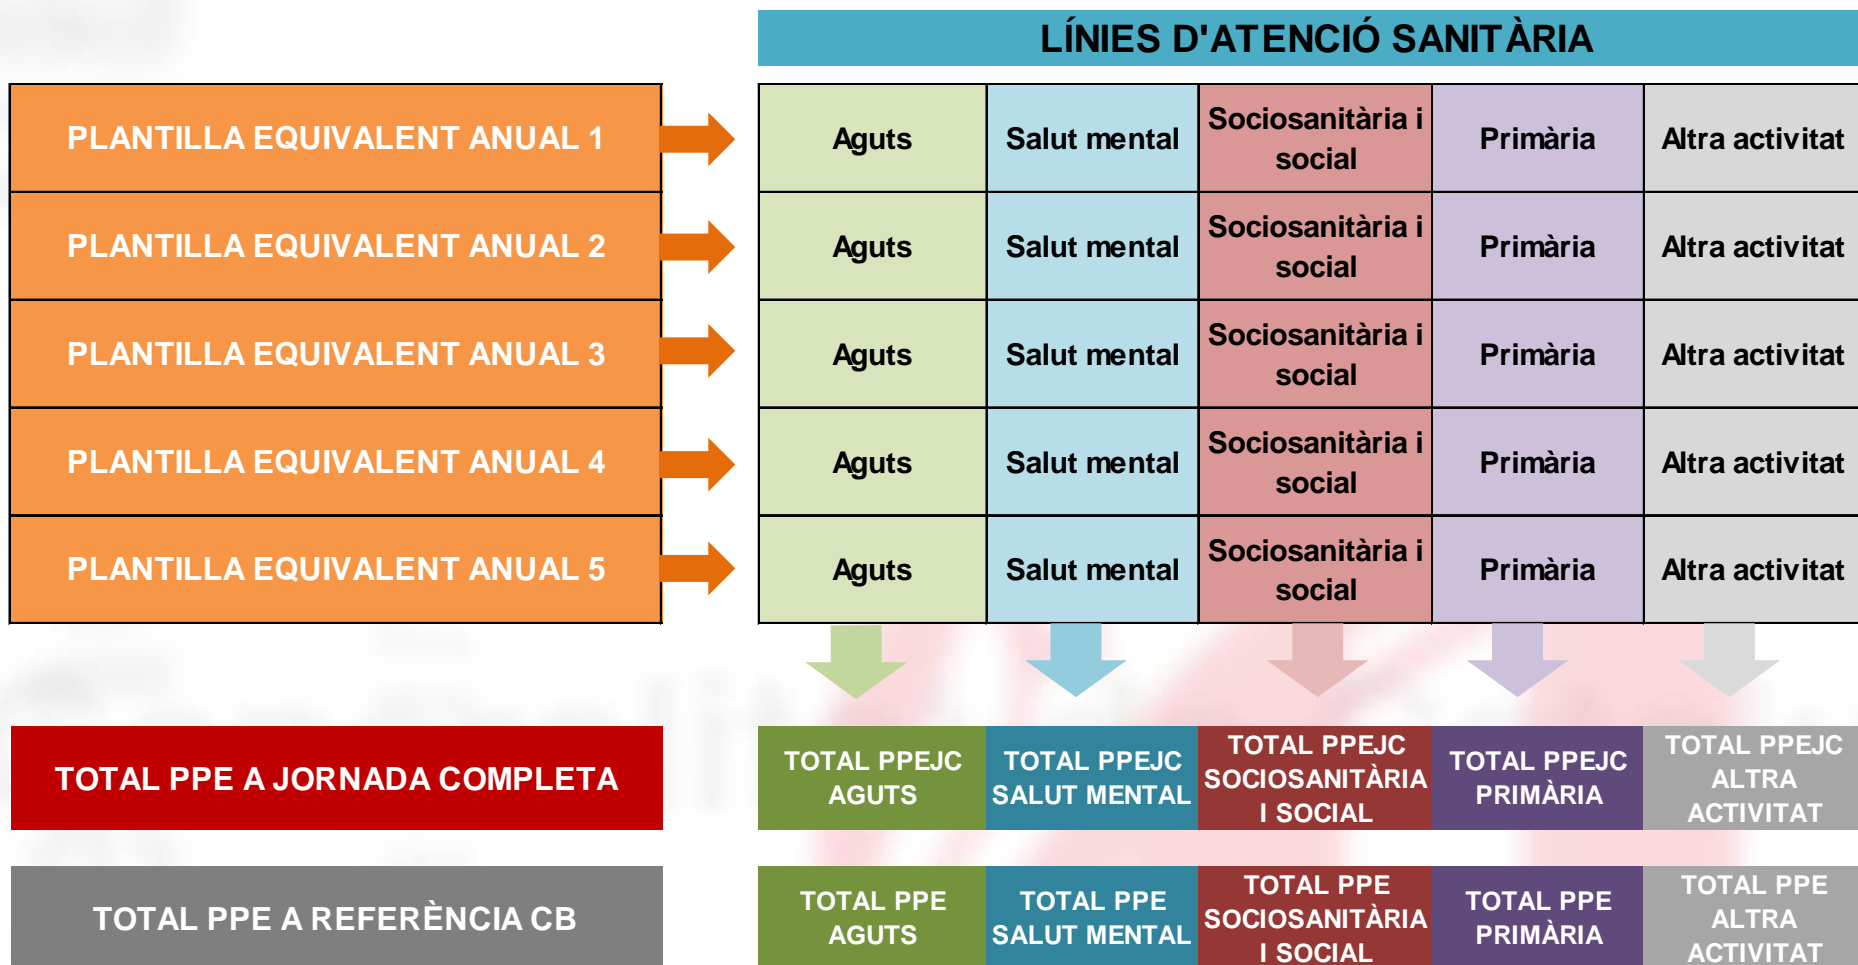 LÍNIES D'ATENCIÓ SANITÀRIA
PLANTILLA EQUIVALENT ANUAL 1
Aguts
Salut mental
Sociosanitària i
social
Primària
Altra activitat
PLANTILLA EQUIVALENT ANUAL 2
Aguts
Salut mental
Sociosanitària i
social
Primària
Altra activitat
PLANTILLA EQUIVALENT ANUAL 3
Aguts
Salut mental
Sociosanitària i
social
Primària
Altra activitat
PLANTILLA EQUIVALENT ANUAL 4
Aguts
Salut mental
Sociosanitària i
social
Primària
Altra activitat
PLANTILLA EQUIVALENT ANUAL 5
Aguts
Salut mental
Sociosanitària i
social
Primària
Altra activitat
TOTAL PPE A JORNADA COMPLETA
TOTAL PPEJC
AGUTS
TOTAL PPEJC
SALUT MENTAL
TOTAL PPEJC
SOCIOSANITÀRIA
I SOCIAL
TOTAL PPEJC
PRIMÀRIA
TOTAL PPEJC
ALTRA
ACTIVITAT
TOTAL PPE A REFERÈNCIA CB
TOTAL PPE
AGUTS
TOTAL PPE
SALUT MENTAL
TOTAL PPE
SOCIOSANITÀRIA
I SOCIAL
TOTAL PPE
PRIMÀRIA
TOTAL PPE
ALTRA
ACTIVITAT